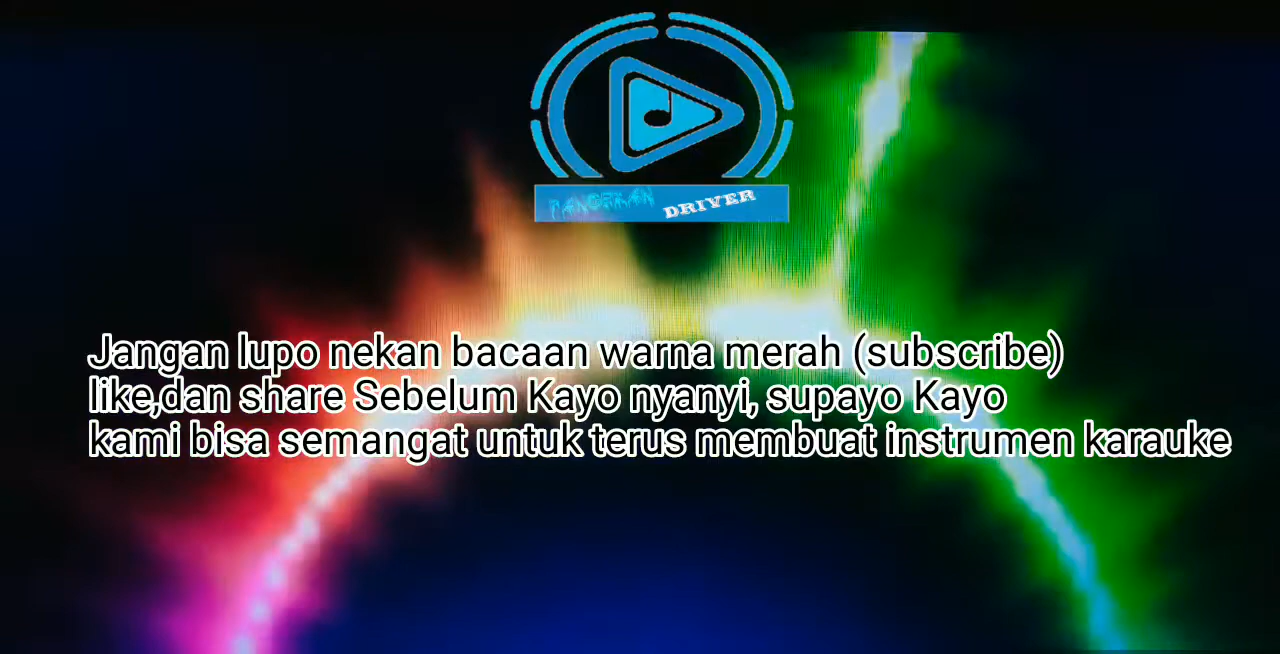 DRIVER
Jangan lupo nekan bacaan warna merah (subscribe)
like,dan share Sebelum Kayo nyanyi, supayo Kayo
kami bisa semangat untuk terus membuat instrumen karauke